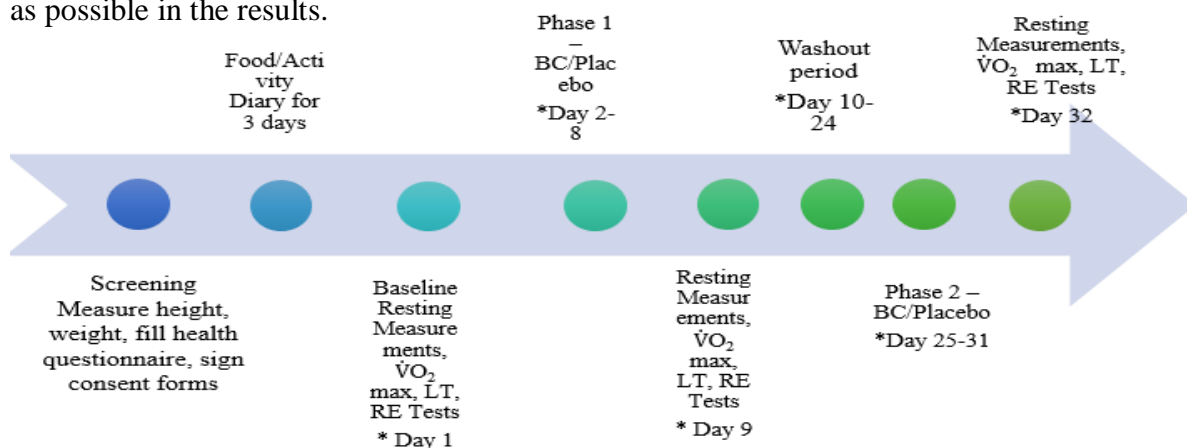 as possible in the results.
Screening
Measure height,
weight, fill health
questionnaire, sign
consent forms
Food/Acti
vity
Diary for
3 days
Baseline
Resting
Measure
ments,
V̇O₂
max, LT,
RE Tests
* Day 1
Phase 1
–
BC/Plac
ebo
*Day 2-
8
Resting
Measur
ements,
V̇O₂
max,
LT, RE
Tests
* Day 9
Washout
period
*Day 10-
24
Phase 2 –
BC/Placebo
*Day 25-31
Resting
Measurements,
V̇O₂ max, LT,
RE Tests
*Day 32